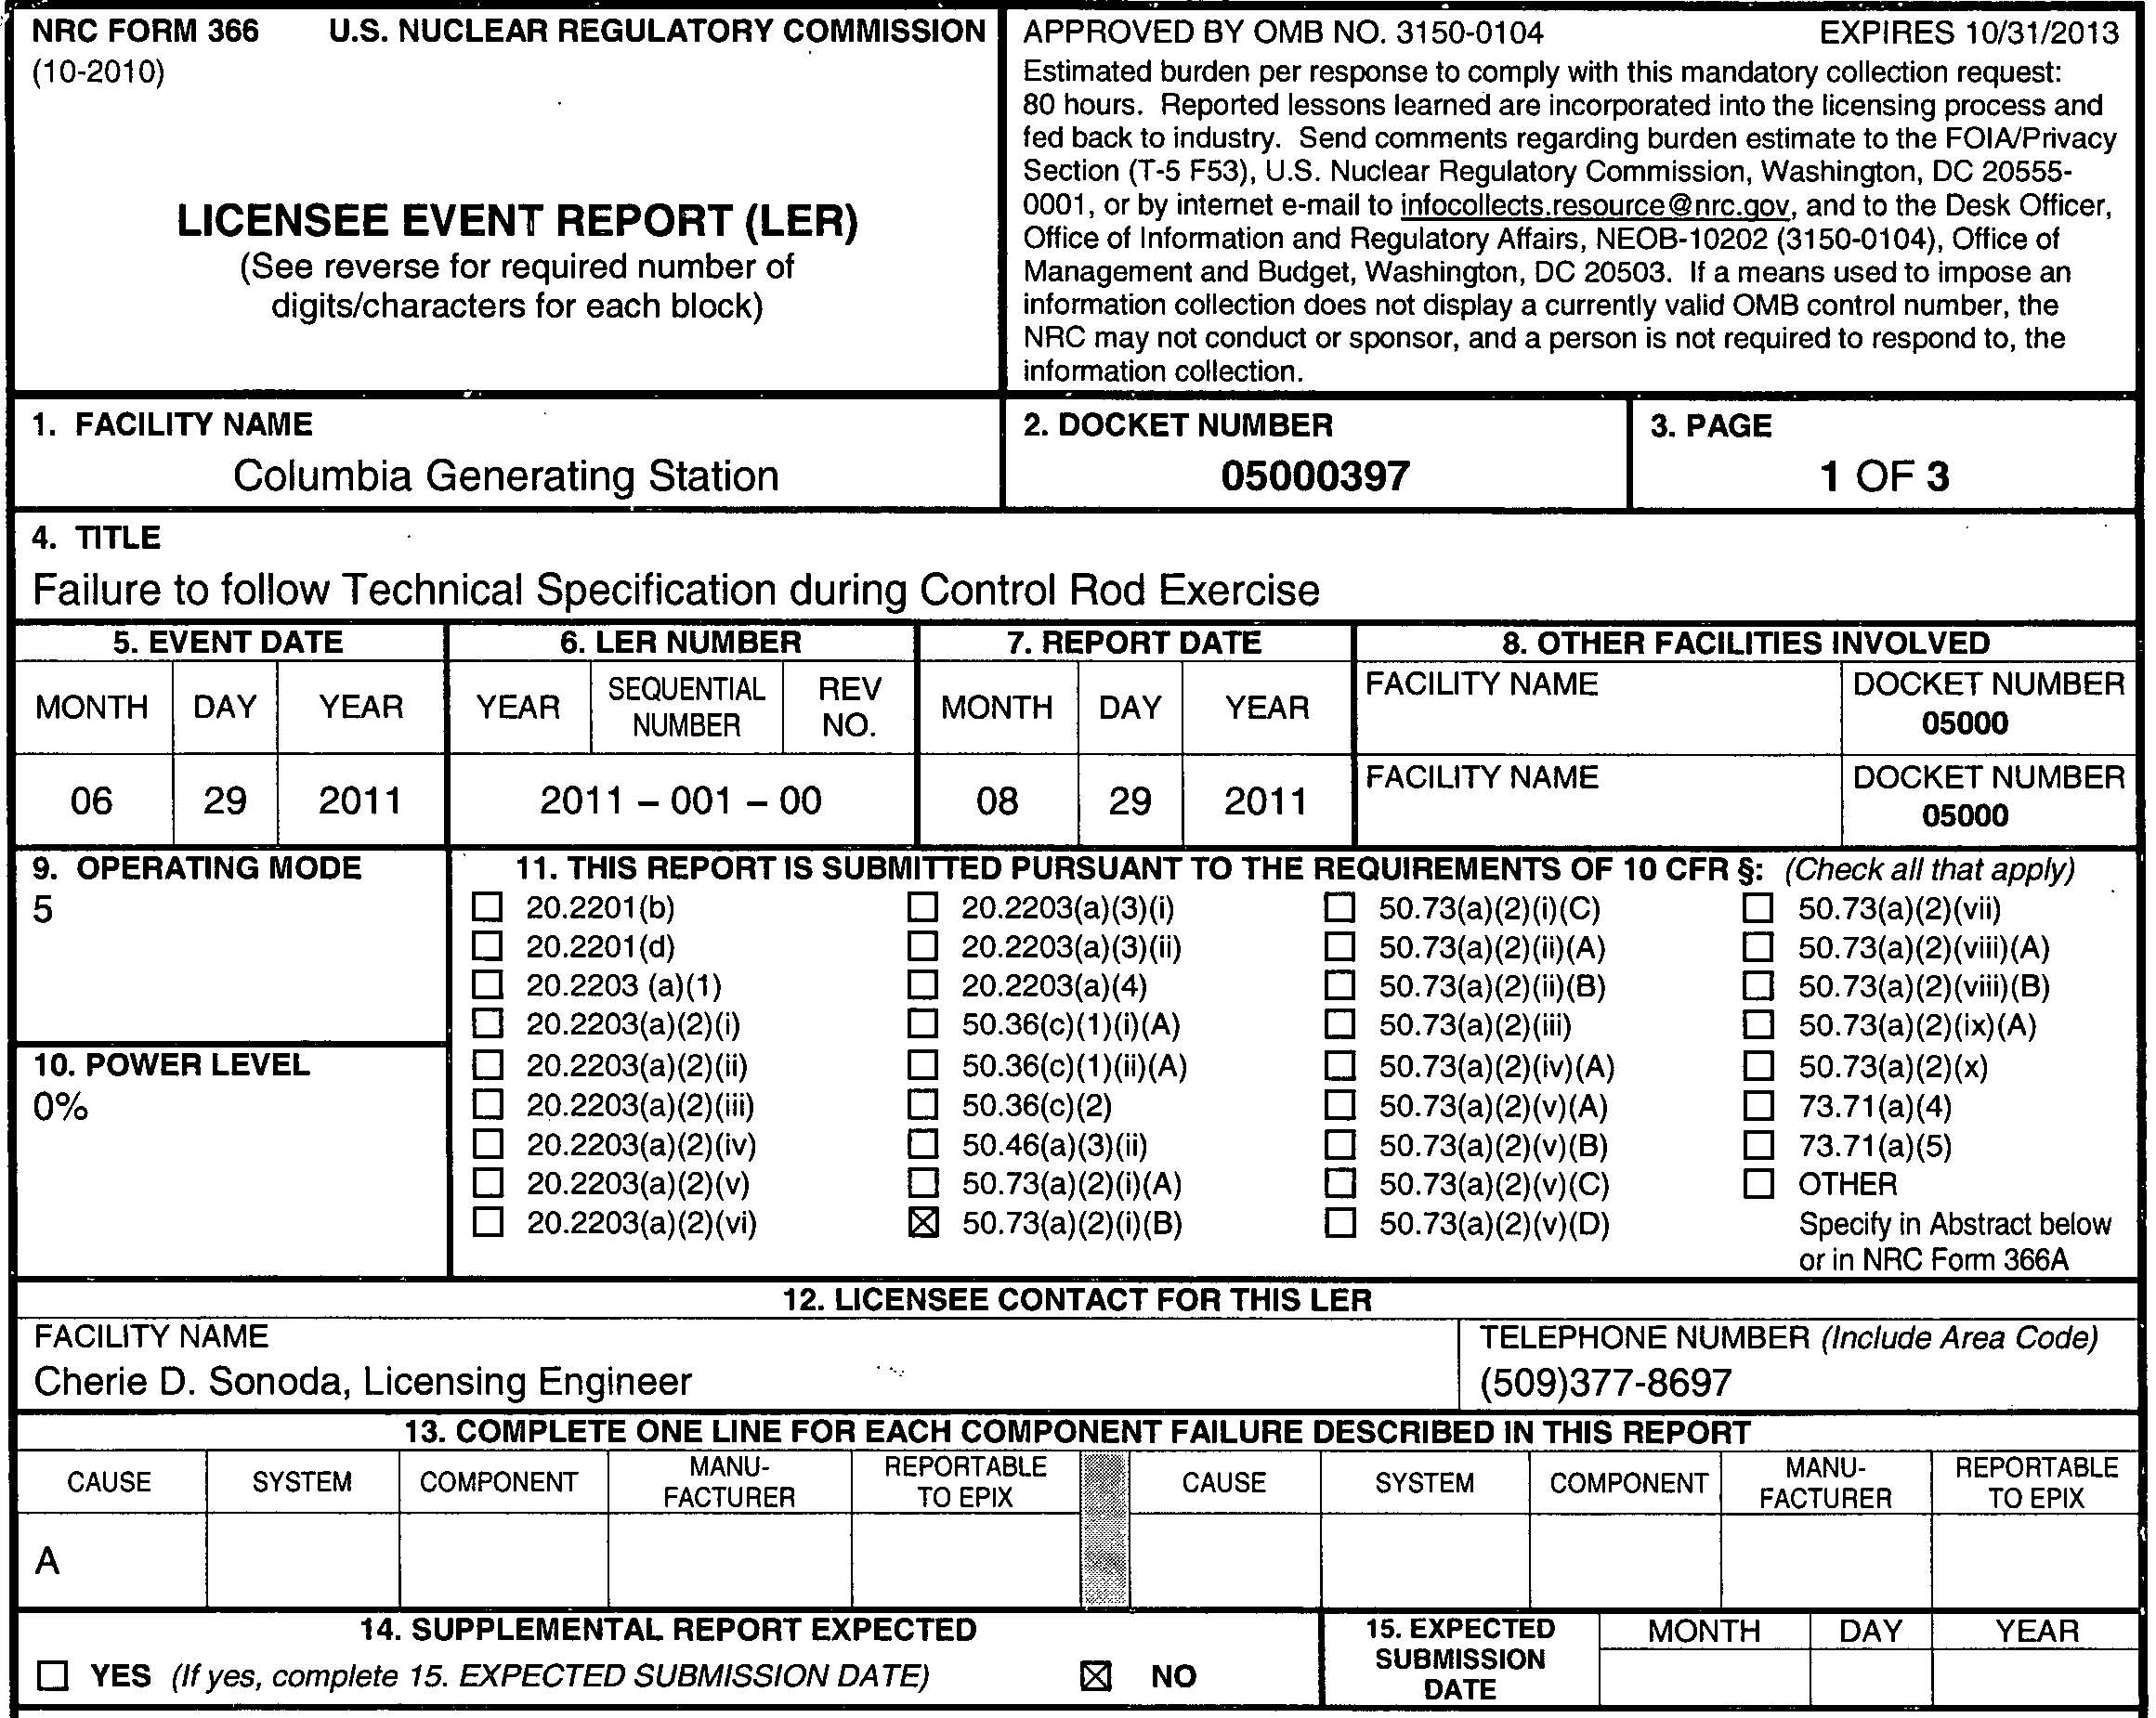 NRC FORM 366 U.S. NUCLEAR REGULATORY COMMISSION
(10-2010)
LICENSEE EVENT REPORT (LER)
(See reverse for required number of
digits/characters for each block)
APPROVED BY OMB NO. 3150-0104 EXPIRES 10/31/2013
Estimated burden per response to comply with this mandatory collection request:
80 hours. Reported lessons learned are incorporated into the licensing process and
fed back to industry. Send comments regarding burden estimate to the FOIA/Privacy
Section (T-5 F53), U.S. Nuclear Regulatory Commission, Washington, DC 20555-
0001, or by internet e-mail to infocollects.resource@nrc.gov, and to the Desk Officer,
Office of Information and Regulatory Affairs, NEOB-10202 (3150-0104), Office of
Management and Budget, Washington, DC 20503. If a means used to impose an
information collection does not display a currently valid OMB control number, the
NRC may not conduct or sponsor, and a person is not required to respond to, the
information collection.
1. FACILITY NAME
Columbia Generating Station
2. DOCKET NUMBER
05000397
3. PAGE
1 OF 3
4. TITLE
Failure to follow Technical Specification during Control Rod Exercise
5. EVENT DATE 6. LER NUMBER 7. REPORT DATE 8. OTHER FACILITIES INVOLVED
MONTH DAY YEAR YEAR SEQUENTIAL NUMBER REV NO. MONTH DAY YEAR
FACILITY NAME DOCKET NUMBER
05000
06 29 2011 2011 – 001 – 00 08 29 2011
FACILITY NAME DOCKET NUMBER
05000
9. OPERATING MODE
5
10. POWER LEVEL
0%
11. THIS REPORT IS SUBMITTED PURSUANT TO THE REQUIREMENTS OF 10 CFR §: (Check all that apply)
☐ 20.2201(b) ☐ 20.2203(a)(3)(i) ☐ 50.73(a)(2)(i)(C) ☐ 50.73(a)(2)(vii)
☐ 20.2201(d) ☐ 20.2203(a)(3)(ii) ☐ 50.73(a)(2)(ii)(A) ☐ 50.73(a)(2)(viii)(A)
☐ 20.2203 (a)(1) ☐ 20.2203(a)(4) ☐ 50.73(a)(2)(ii)(B) ☐ 50.73(a)(2)(viii)(B)
☐ 20.2203(a)(2)(i) ☐ 50.36(c)(1)(i)(A) ☐ 50.73(a)(2)(iii) ☐ 50.73(a)(2)(ix)(A)
☐ 20.2203(a)(2)(ii) ☐ 50.36(c)(1)(ii)(A) ☐ 50.73(a)(2)(iv)(A) ☐ 50.73(a)(2)(x)
☐ 20.2203(a)(2)(iii) ☐ 50.36(c)(2) ☐ 50.73(a)(2)(v)(A) ☐ 73.71(a)(4)
☐ 20.2203(a)(2)(iv) ☐ 50.46(a)(3)(ii) ☐ 50.73(a)(2)(v)(B) ☐ 73.71(a)(5)
☐ 20.2203(a)(2)(v) ☐ 50.73(a)(2)(i)(A) ☐ 50.73(a)(2)(v)(C) ☐ OTHER
☐ 20.2203(a)(2)(vi) ☒ 50.73(a)(2)(i)(B) ☐ 50.73(a)(2)(v)(D) Specify in Abstract below
or in NRC Form 366A
12. LICENSEE CONTACT FOR THIS LER
FACILITY NAME TELEPHONE NUMBER (Include Area Code)
Cherie D. Sonoda, Licensing Engineer (509)377-8697
13. COMPLETE ONE LINE FOR EACH COMPONENT FAILURE DESCRIBED IN THIS REPORT
CAUSE SYSTEM COMPONENT MANU-FACTURER REPORTABLE TO EPIX CAUSE SYSTEM COMPONENT MANU-FACTURER REPORTABLE TO EPIX
A
14. SUPPLEMENTAL REPORT EXPECTED
☐ YES (If yes, complete 15. EXPECTED SUBMISSION DATE) ☒ NO
15. EXPECTED
SUBMISSION
DATE
MONTH DAY YEAR